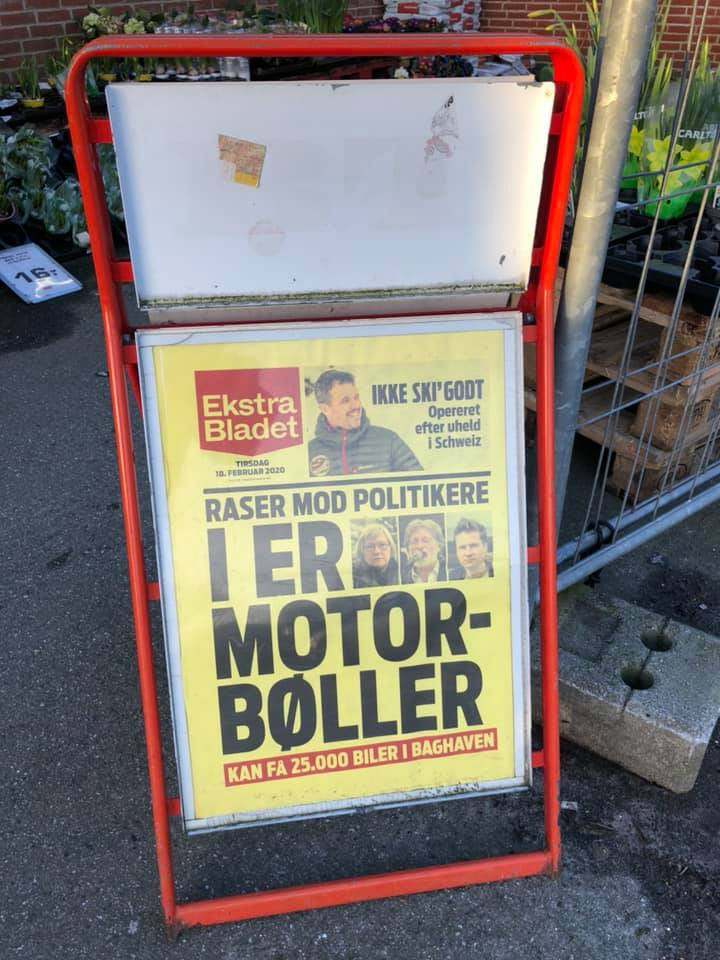 16.-
CARLT
Ekstra
Bladet
TIRSDAG
18. FEBRUAR 2020
IKKE SKI'GODT
Opereret
efter uheld
i Schweiz
RASER MOD POLITIKERE
I ER
MOTOR-
BØLLER
KAN FÅ 25.000 BILER I BAGHAVEN